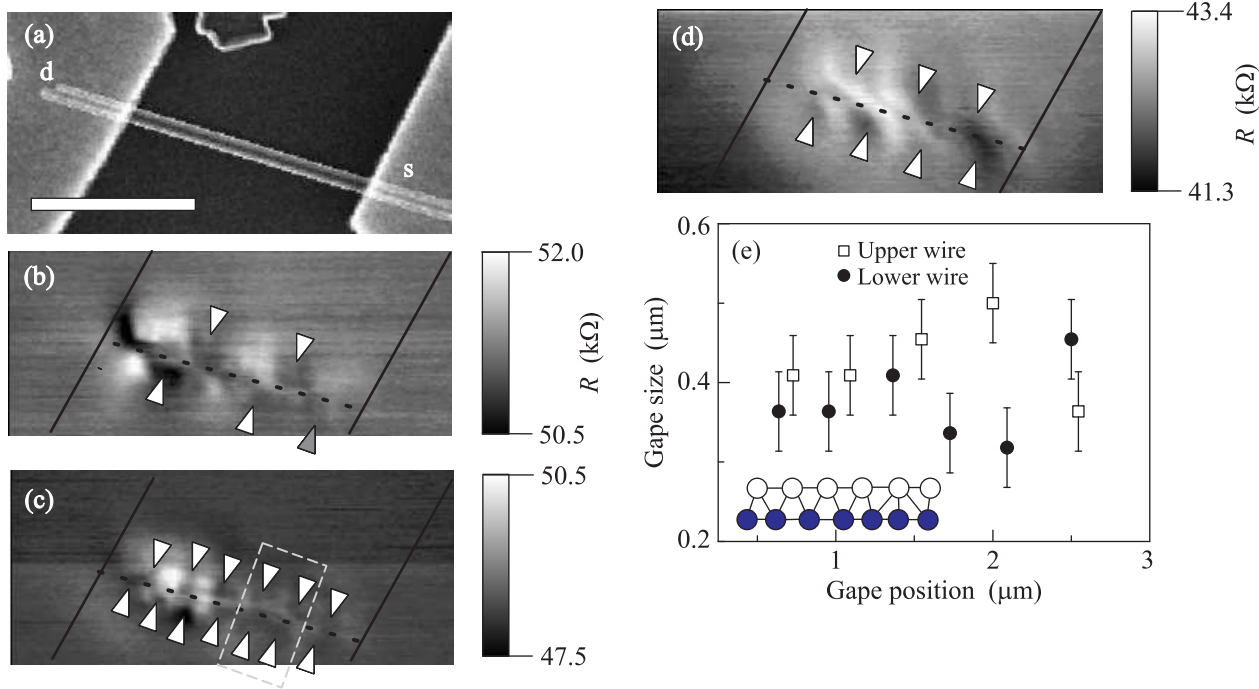 (a)
d
s
(b)
52.0
R (kΩ)
50.5
(c)
50.5
47.5
(d)
43.4
R (kΩ)
41.3
(e)
Upper wire
Lower wire
0.6
0.4
0.2
Gape size (μm)
1
2
3
Gape position (μm)